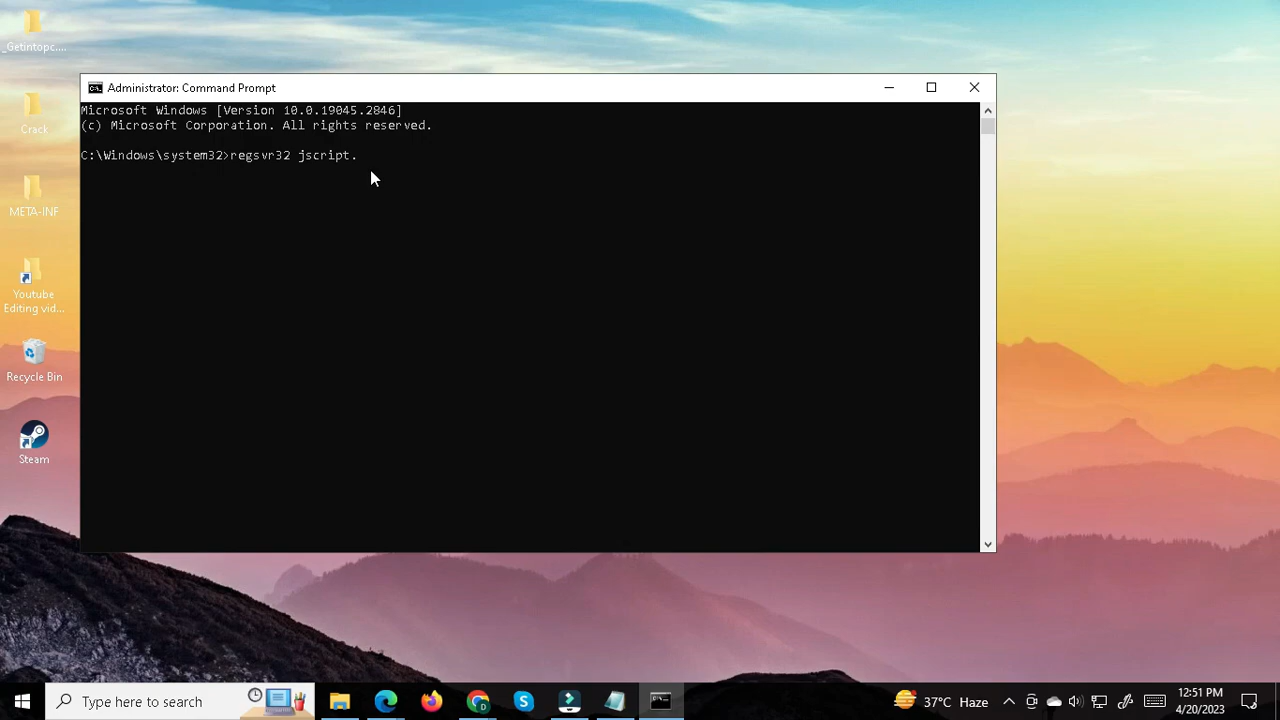 _Getintopc....
Crack
META-INF
Youtube
Editing vid...
Recycle Bin
Steam
Administrator: Command Prompt
Microsoft Windows [Version 10.0.19045.2846]
(c) Microsoft Corporation. All rights reserved.
C:\Windows\system32>regsvr32 jscript.
Type here to search
37°C Haze
12:51 PM
4/20/2023